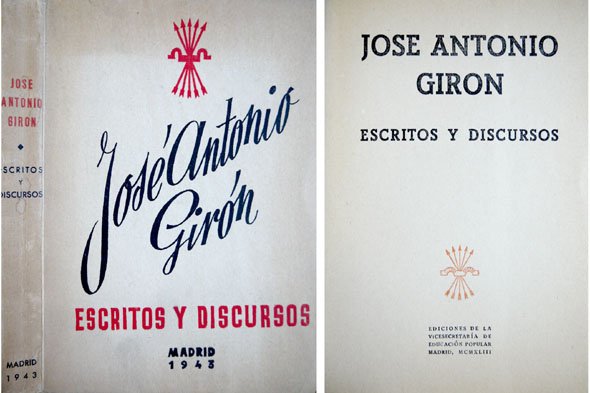 JOSE
ANTONIO
GIRON
ESCRITOS
Y
DISCURSOS
MADRID
1943
José Antonio
Girón
ESCRITOS Y DISCURSOS
MADRID
1943
JOSE ANTONIO
GIRON
ESCRITOS Y DISCURSOS
EDICIONES DE LA
VICESECRETARÍA DE
EDUCACIÓN POPULAR
MADRID, MCMXLIII